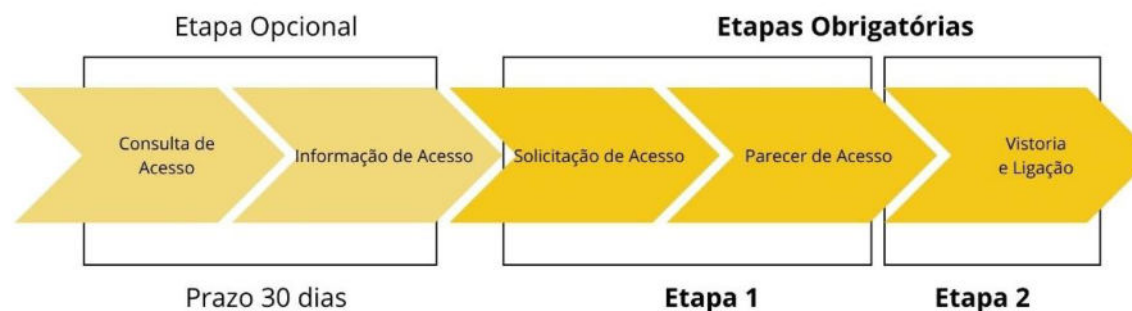 Etapa Opcional
Etapas Obrigatórias
Consulta de
Acesso
Informação de Acesso
Solicitação de Acesso
Parecer de Acesso
Vistoria
e Ligação
Prazo 30 dias
Etapa 1
Etapa 2